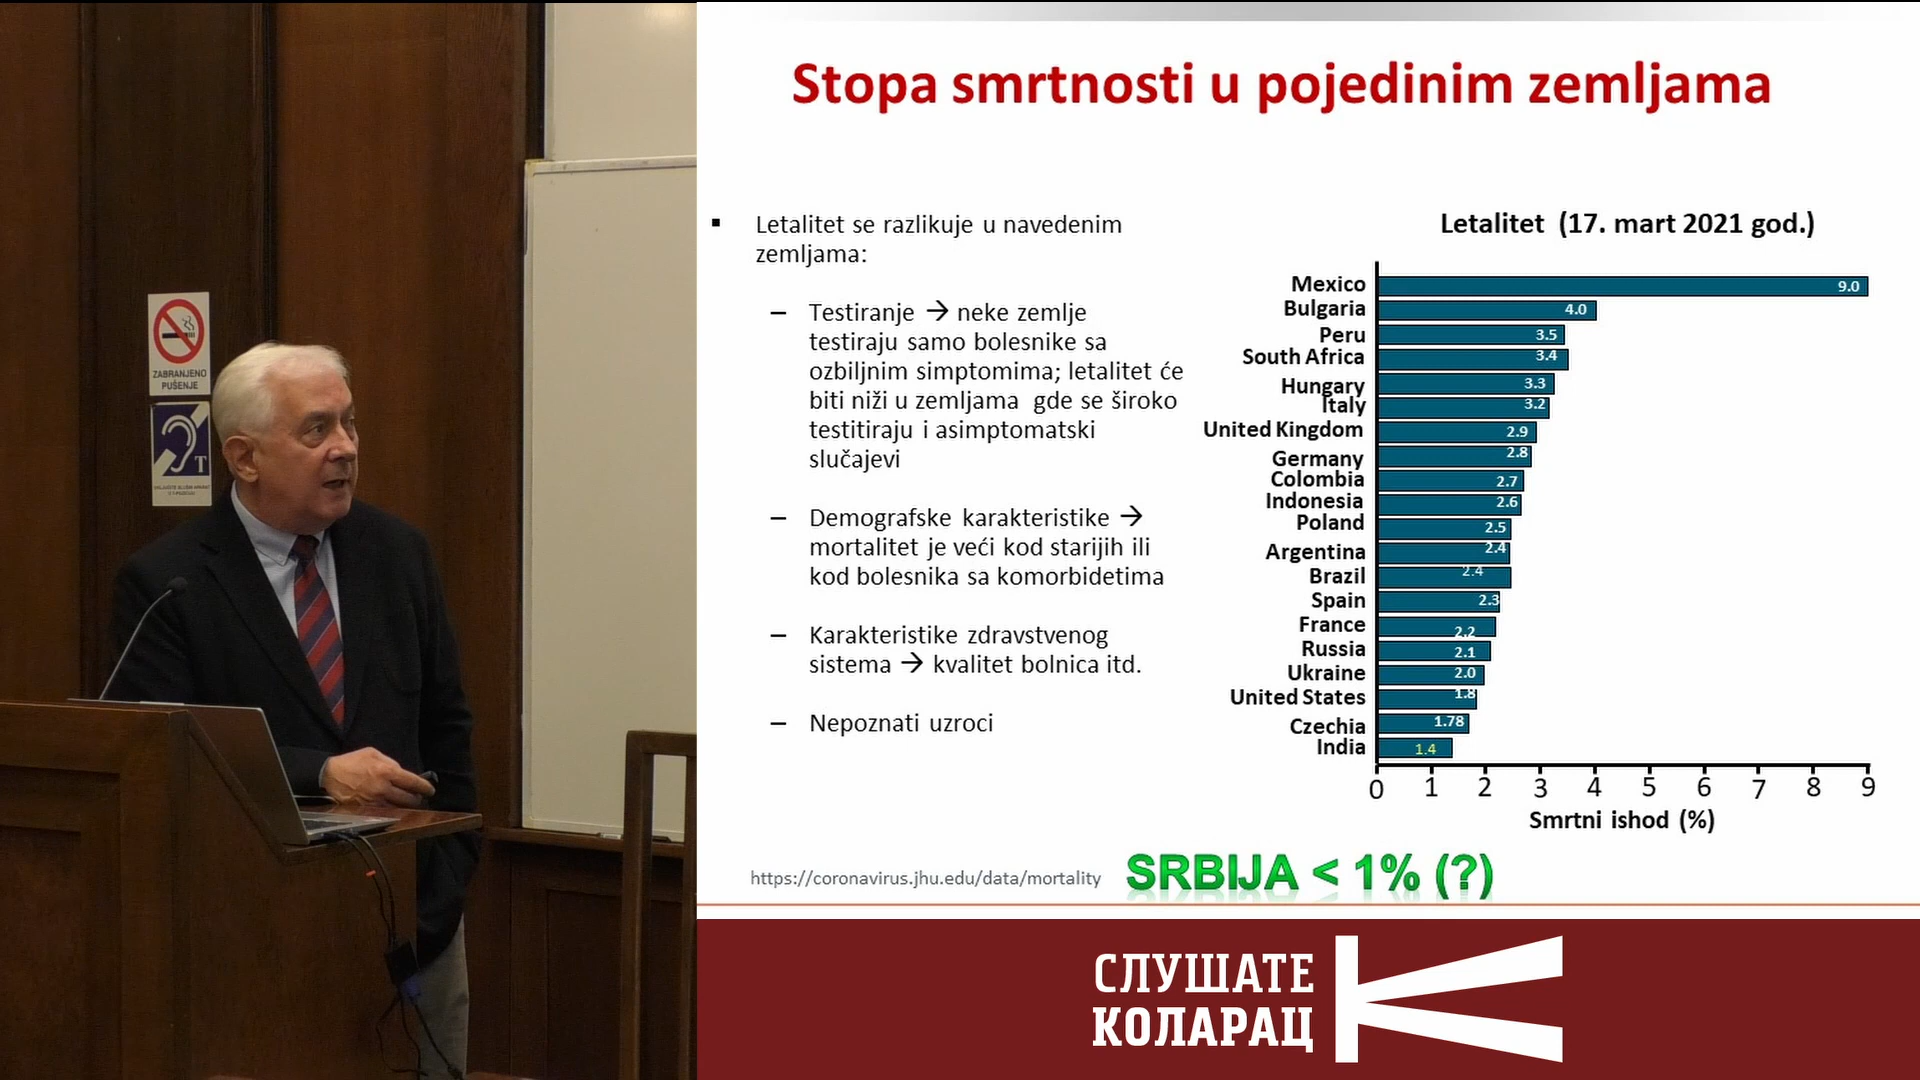 ZABRANJENO
PUŠENJE
T
Stopa smrtnosti u pojedinim zemljama
▪ Letalitet se razlikuje u navedenim
zemljama:
– Testiranje → neke zemlje
testiraju samo bolesnike sa
ozbiljnim simptomima; letalitet će
biti niži u zemljama gde se široko
testitiraju i asimptomatski
slučajevi
– Demografske karakteristike →
mortalitet je veći kod starijih ili
kod bolesnika sa komorbidetima
– Karakteristike zdravstvenog
sistema → kvalitet bolnica itd.
– Nepoznati uzroci
Letalitet (17. mart 2021 god.)
Mexico 9.0
Bulgaria 4.0
Peru 3.5
South Africa 3.4
Hungary 3.3
Italy 3.2
United Kingdom 2.9
Germany 2.8
Colombia 2.7
Indonesia 2.6
Poland 2.5
Argentina 2.4
Brazil 2.4
Spain 2.3
France 2.2
Russia 2.1
Ukraine 2.0
United States 1.8
Czechia 1.78
India 1.4
0 1 2 3 4 5 6 7 8 9
Smrtni ishod (%)
https://coronavirus.jhu.edu/data/mortality
SRBIJA < 1% (?)
СЛУШАТЕ
КОЛАРАЦ